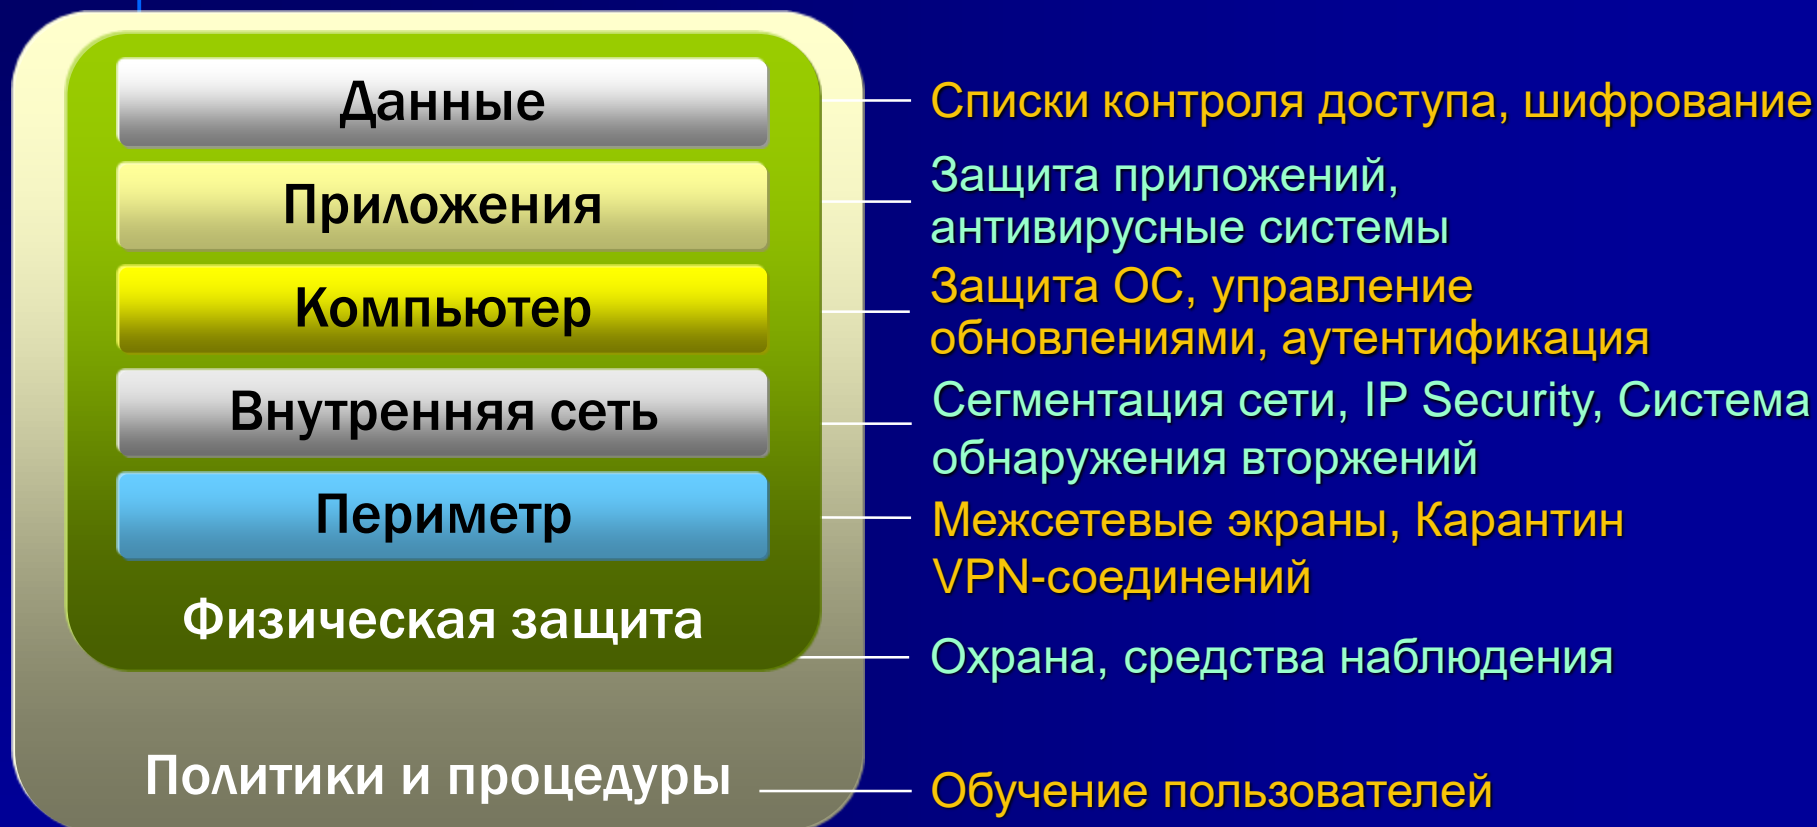 Данные
Списки контроля доступа, шифрование
Приложения
Защита приложений,
антивирусные системы
Компьютер
Защита ОС, управление
обновлениями, аутентификация
Внутренняя сеть
Сегментация сети, IP Security, Система
обнаружения вторжений
Периметр
Межсетевые экраны, Карантин
VPN-соединений
Физическая защита
Охрана, средства наблюдения
Политики и процедуры
Обучение пользователей